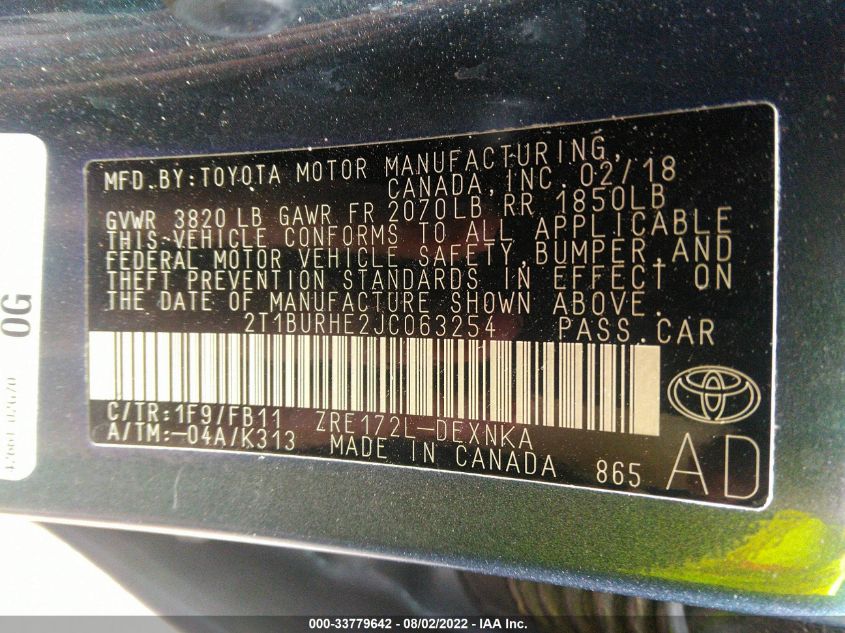 MFD.BY:TOYOTA MOTOR MANUFACTURING,
CANADA,INC. 02/18
GVWR 3820 LB GAWR FR 2070LB RR 1850LB
THIS VEHICLE CONFORMS TO ALL APPLICABLE
FEDERAL MOTOR VEHICLE SAFETY,BUMPER,AND
THEFT PREVENTION STANDARDS IN EFFECT ON
THE DATE OF MANUFACTURE SHOWN ABOVE.
2T1BURHE2JC063254 PASS.CAR
C/TR:1F9/FB11 ZRE172L-DEXNKA
A/TM:-04A/K313 MADE IN CANADA 865
AD
0G
000-33779642 - 08/02/2022 - IAA Inc.